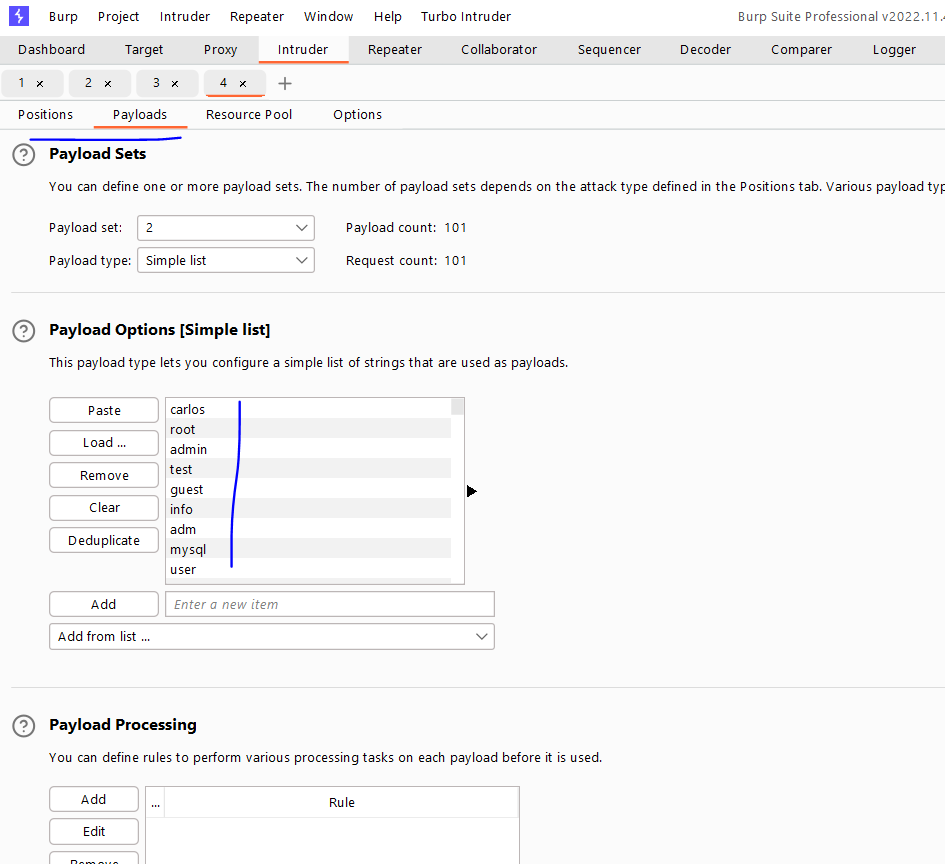 Burp Project Intruder Repeater Window Help Turbo Intruder Burp Suite Professional v2022.11.
Dashboard Target Proxy Intruder Repeater Collaborator Sequencer Decoder Comparer Logger
1 × 2 × 3 × 4 × +
Positions Payloads Resource Pool Options
? Payload Sets
You can define one or more payload sets. The number of payload sets depends on the attack type defined in the Positions tab. Various payload typ
Payload set: 2 Payload count: 101
Payload type: Simple list Request count: 101
? Payload Options [Simple list]
This payload type lets you configure a simple list of strings that are used as payloads.
Paste
Load ...
Remove
Clear
Deduplicate
carlos
root
admin
test
guest
info
adm
mysql
user
Add Enter a new item
Add from list ...
? Payload Processing
You can define rules to perform various processing tasks on each payload before it is used.
Add ... Rule
Edit
Remove